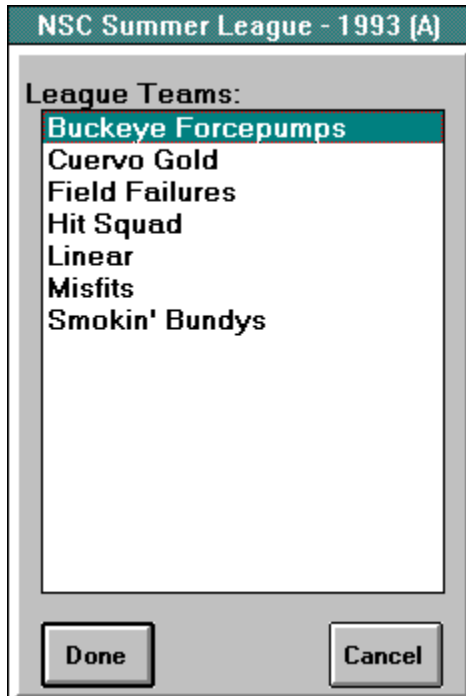 NSC Summer League - 1993 (A)
League Teams:
Buckeye Forcepumps
Cuervo Gold
Field Failures
Hit Squad
Linear
Misfits
Smokin' Bundys
Done
Cancel